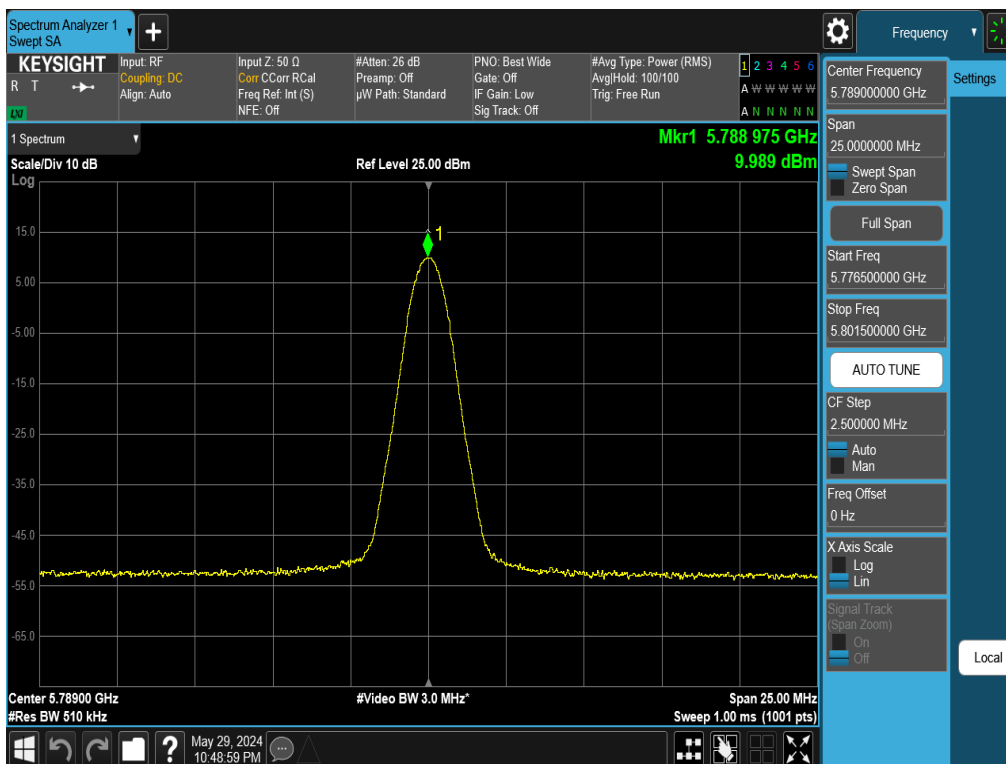 Spectrum Analyzer 1
Swept SA
Frequency
KEYSIGHT
R T
LXI
Input: RF
Coupling: DC
Align: Auto
Input Z: 50 Ω
Corr CCorr RCal
Freq Ref: Int (S)
NFE: Off
#Atten: 26 dB
Preamp: Off
µW Path: Standard
PNO: Best Wide
Gate: Off
IF Gain: Low
Sig Track: Off
#Avg Type: Power (RMS)
Avg|Hold: 100/100
Trig: Free Run
1 2 3 4 5 6
A W W W W W
A N N N N N
Center Frequency
5.789000000 GHz
Settings
Span
25.0000000 MHz
Swept Span
Zero Span
Full Span
Start Freq
5.776500000 GHz
Stop Freq
5.801500000 GHz
AUTO TUNE
CF Step
2.500000 MHz
Auto
Man
Freq Offset
0 Hz
X Axis Scale
Log
Lin
Signal Track
(Span Zoom)
On
Off
Local
1 Spectrum
Mkr1 5.788 975 GHz
Scale/Div 10 dB
Ref Level 25.00 dBm
9.989 dBm
Log
1
15.0
5.00
-5.00
-15.0
-25.0
-35.0
-45.0
-55.0
-65.0
Center 5.78900 GHz
#Video BW 3.0 MHz*
Span 25.00 MHz
#Res BW 510 kHz
Sweep 1.00 ms (1001 pts)
?
May 29, 2024
10:48:59 PM